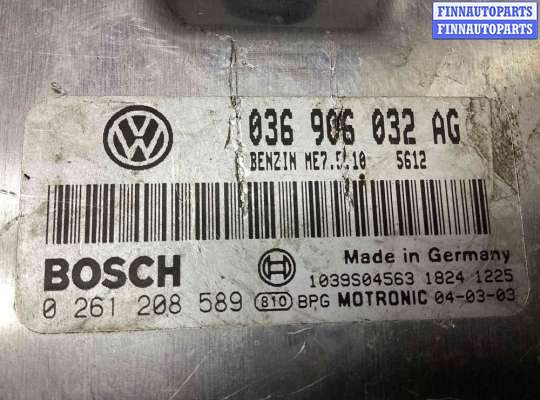 FINNAUTOPARTS
FINNAUTOPARTS
VW
036 906 032 AG
BENZIN ME7.5.10 5612
BOSCH
Made in Germany
1039S04563 1824 1225
0 261 208 589 810 BPG MOTRONIC 04-03-03